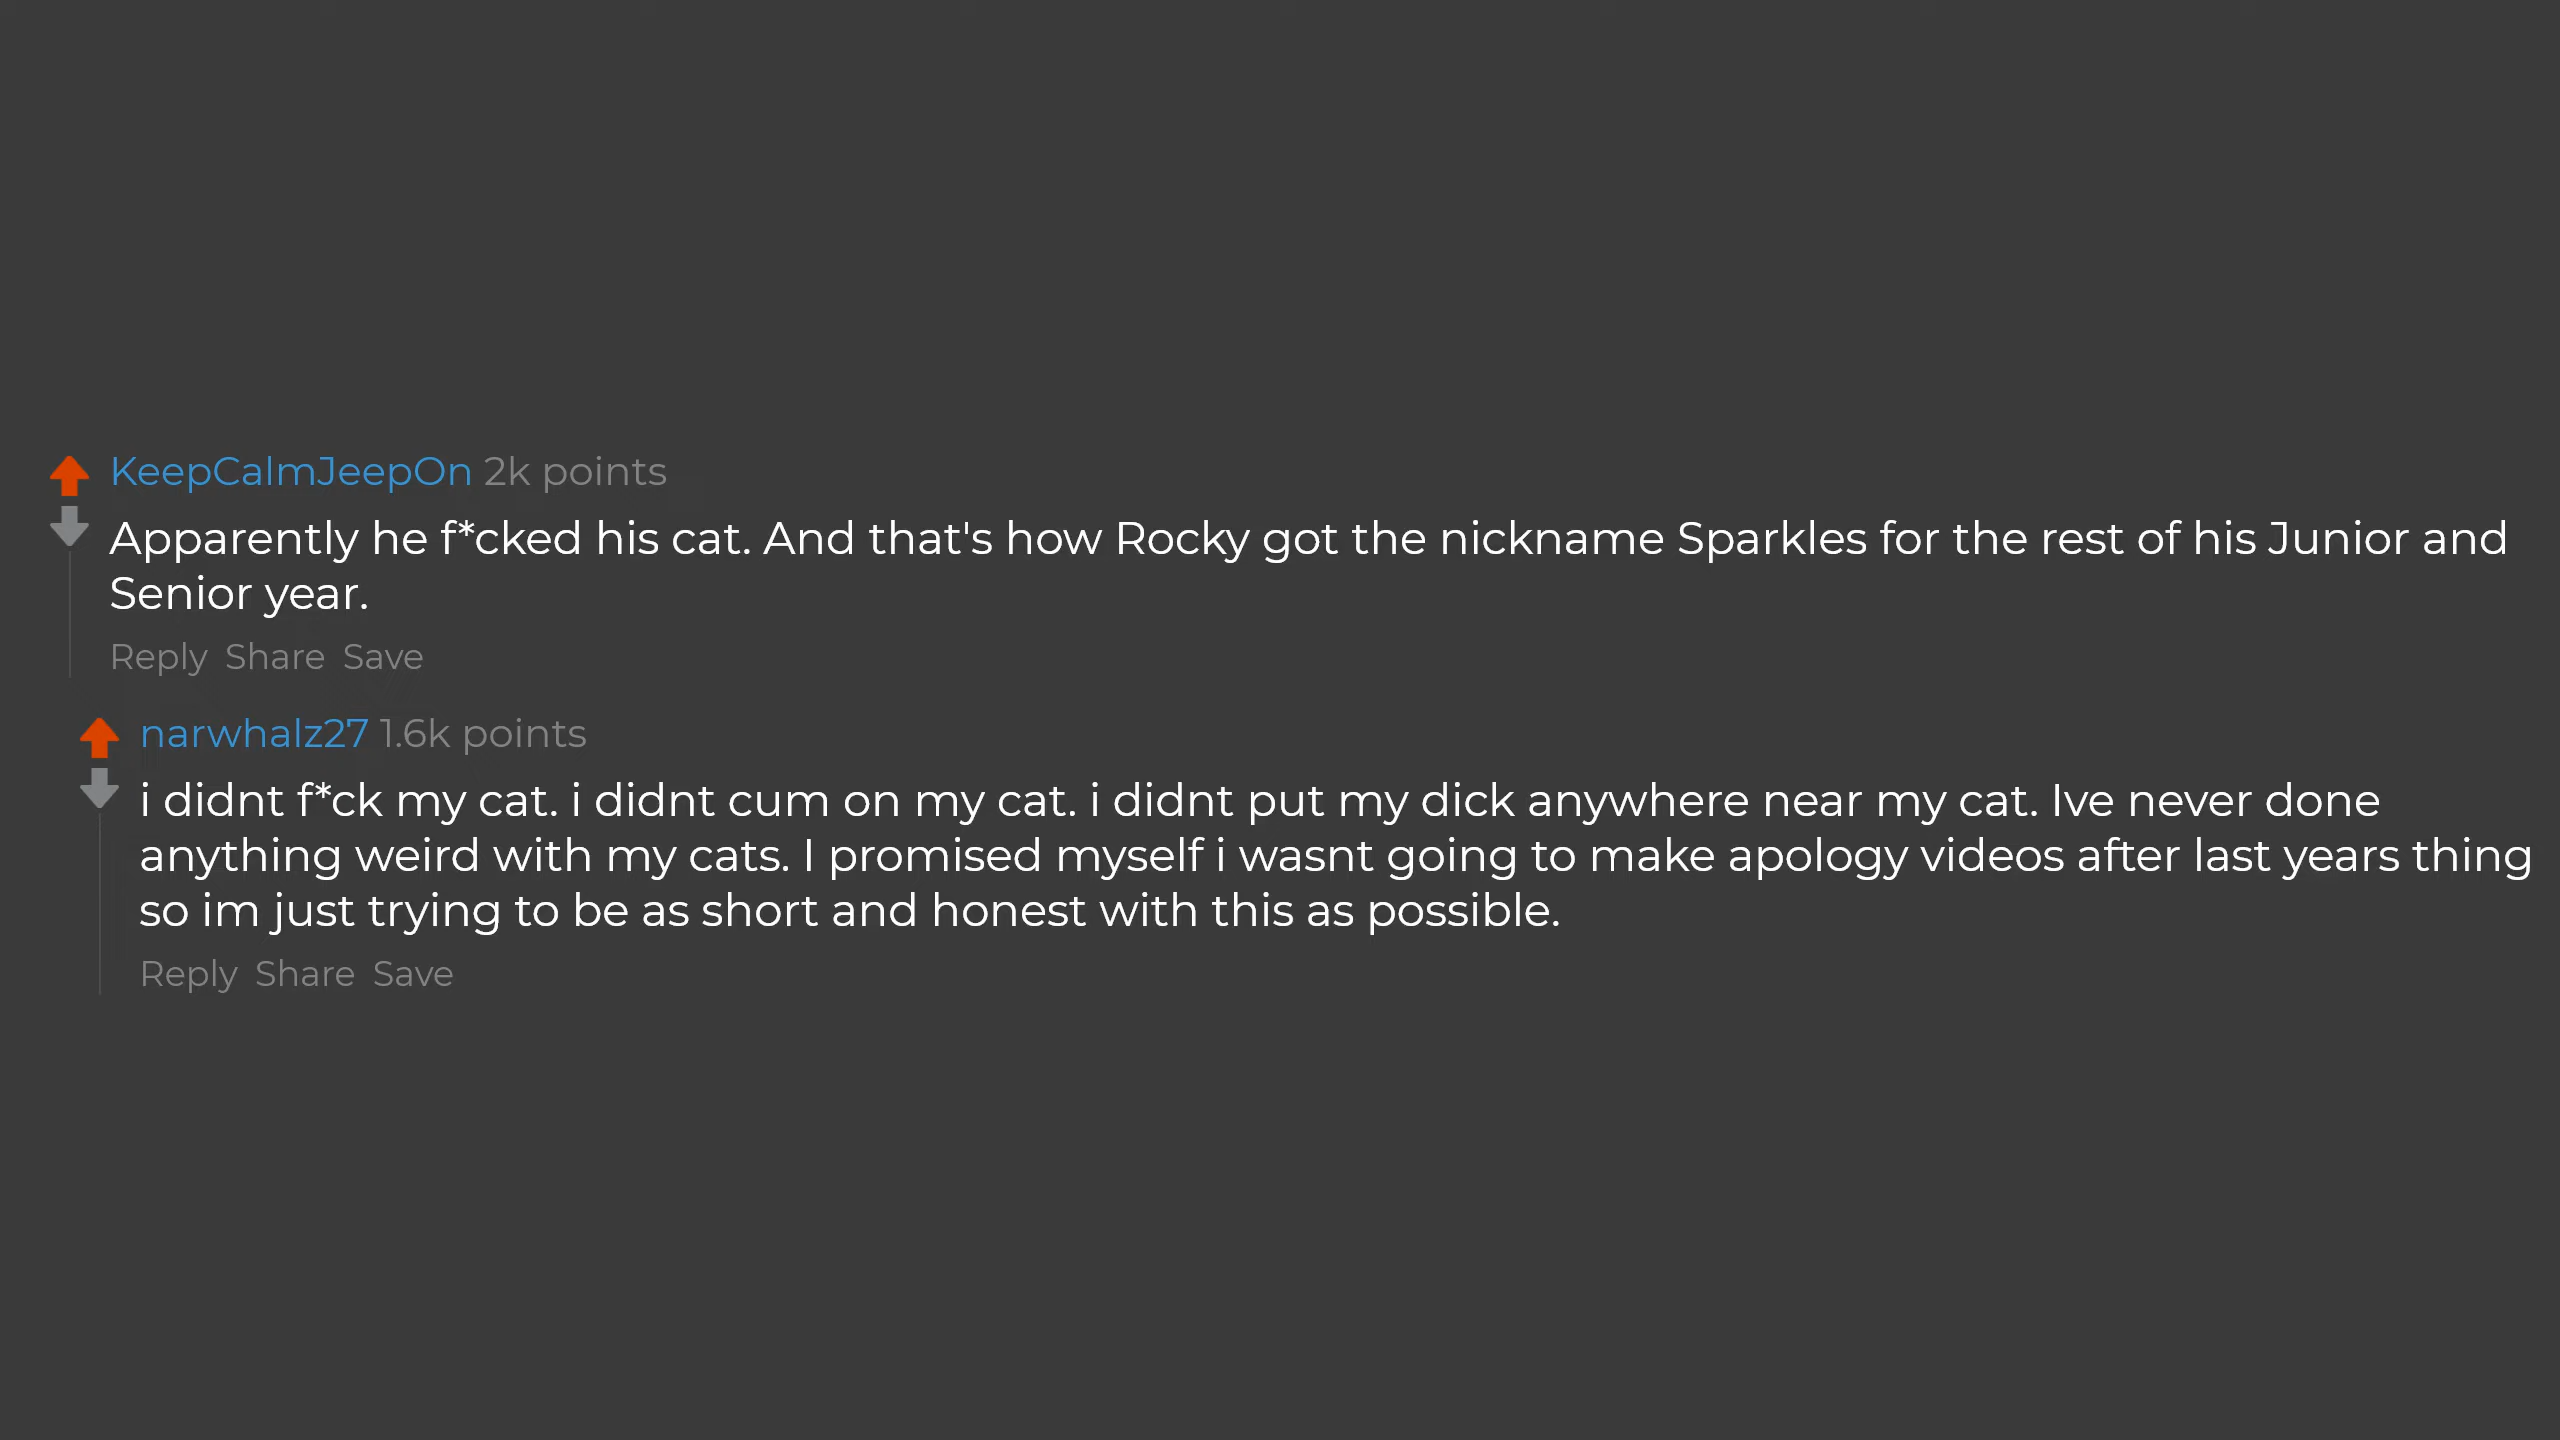 KeepCalmJeepOn 2k points
Apparently he f*cked his cat. And that's how Rocky got the nickname Sparkles for the rest of his Junior and
Senior year.
Reply Share Save
narwhalz27 1.6k points
i didnt f*ck my cat. i didnt cum on my cat. i didnt put my dick anywhere near my cat. Ive never done
anything weird with my cats. I promised myself i wasnt going to make apology videos after last years thing
so im just trying to be as short and honest with this as possible.
Reply Share Save